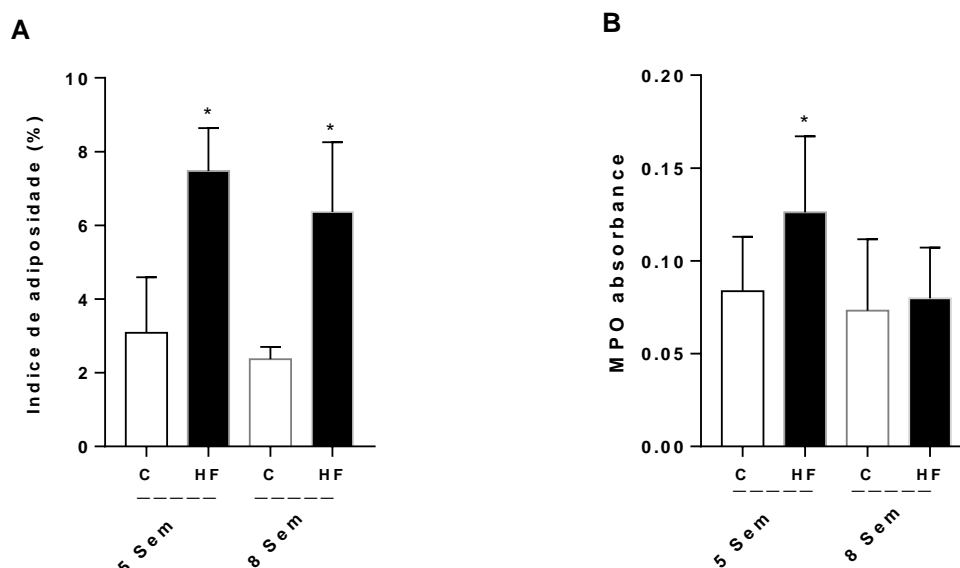 A
Indice de adiposidade (%)
10
8
6
4
2
0
*
*
C
HF
C
HF
5 Sem
8 Sem
B
MPO absorbance
0.20
0.15
0.10
0.05
0.00
*
C
HF
C
HF
5 Sem
8 Sem